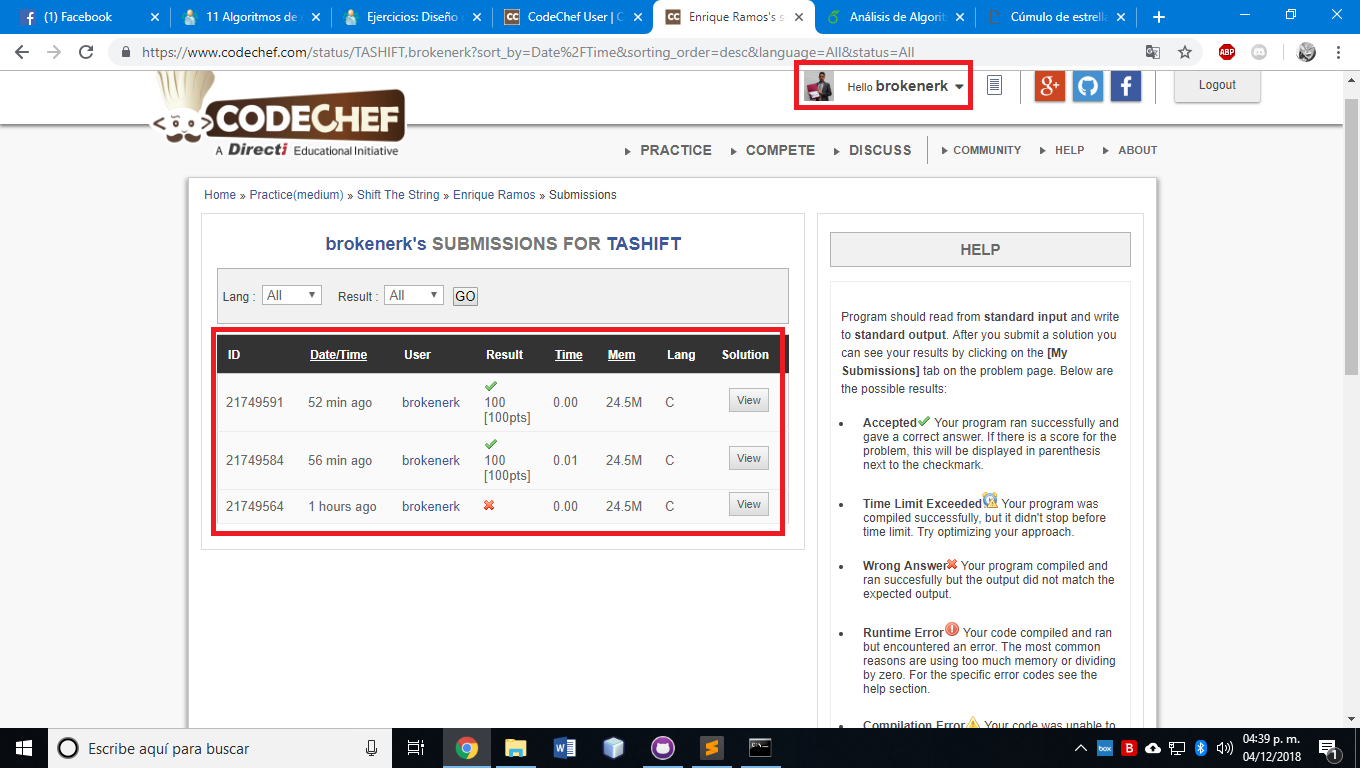 (1) Facebook
11 Algoritmos de
Ejercicios: Diseño
CodeChef User | C
Enrique Ramos's s
Análisis de Algorit
Cúmulo de estrella
https://www.codechef.com/status/TASHIFT,brokenerk?sort_by=Date%2FTime&sorting_order=desc&language=All&status=All
ABP
CODECHEF
A Directi Educational Initiative
Hello brokenerk
g+
f
Logout
PRACTICE
COMPETE
DISCUSS
COMMUNITY
HELP
ABOUT
Home » Practice(medium) » Shift The String » Enrique Ramos » Submissions
brokenerk's SUBMISSIONS FOR TASHIFT
Lang : All Result : All GO
ID Date/Time User Result Time Mem Lang Solution
21749591 52 min ago brokenerk 100 [100pts] 0.00 24.5M C View
21749584 56 min ago brokenerk 100 [100pts] 0.01 24.5M C View
21749564 1 hours ago brokenerk 0.00 24.5M C View
HELP
Program should read from standard input and write
to standard output. After you submit a solution you
can see your results by clicking on the [My
Submissions] tab on the problem page. Below are
the possible results:
Accepted Your program ran successfully and
gave a correct answer. If there is a score for the
problem, this will be displayed in parenthesis
next to the checkmark.
Time Limit Exceeded Your program was
compiled successfully, but it didn't stop before
time limit. Try optimizing your approach.
Wrong Answer Your program compiled and
ran succesfully but the output did not match the
expected output.
Runtime Error Your code compiled and ran
but encountered an error. The most common
reasons are using too much memory or dividing
by zero. For the specific error codes see the
help section.
Compilation Error Your code was unable to
Escribe aquí para buscar
box
B
04:39 p. m.
04/12/2018
1